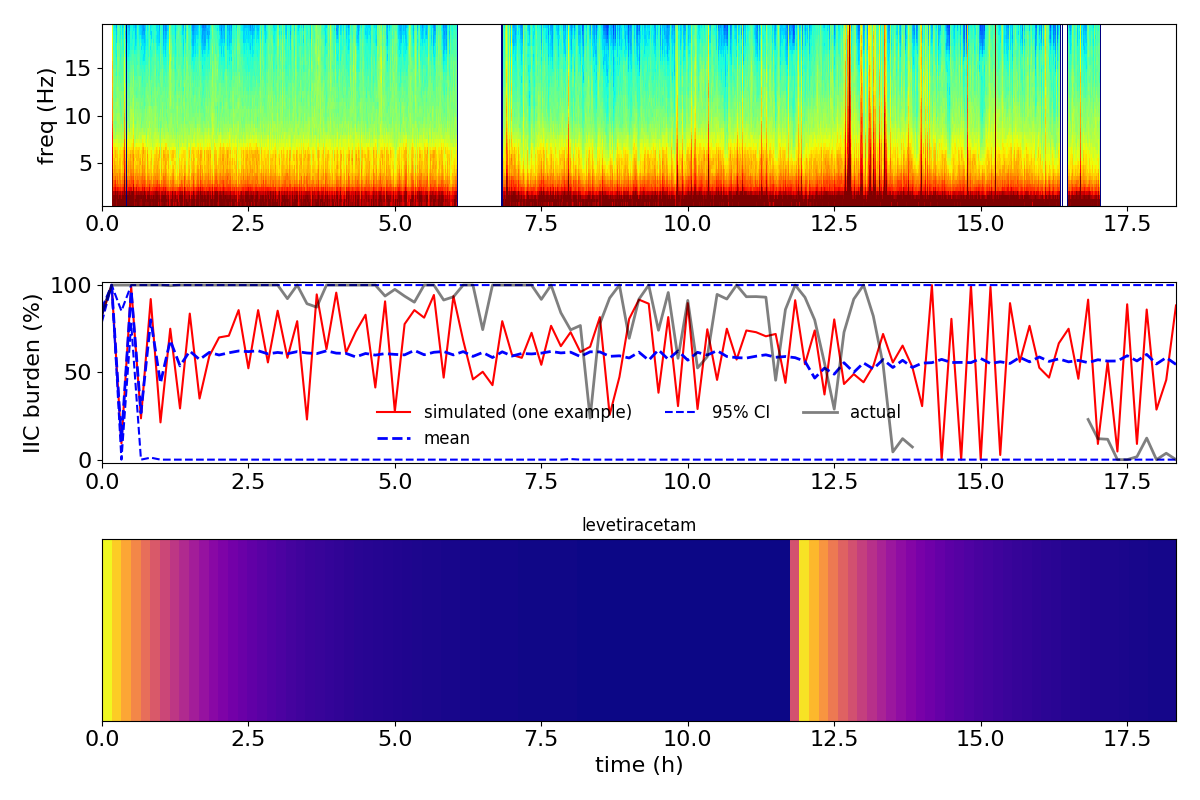 freq (Hz)
15
10
5
0.0 2.5 5.0 7.5 10.0 12.5 15.0 17.5
IIC burden (%)
100
50
0
simulated (one example) 95% CI actual
mean
0.0 2.5 5.0 7.5 10.0 12.5 15.0 17.5
levetiracetam
0.0 2.5 5.0 7.5 10.0 12.5 15.0 17.5
time (h)